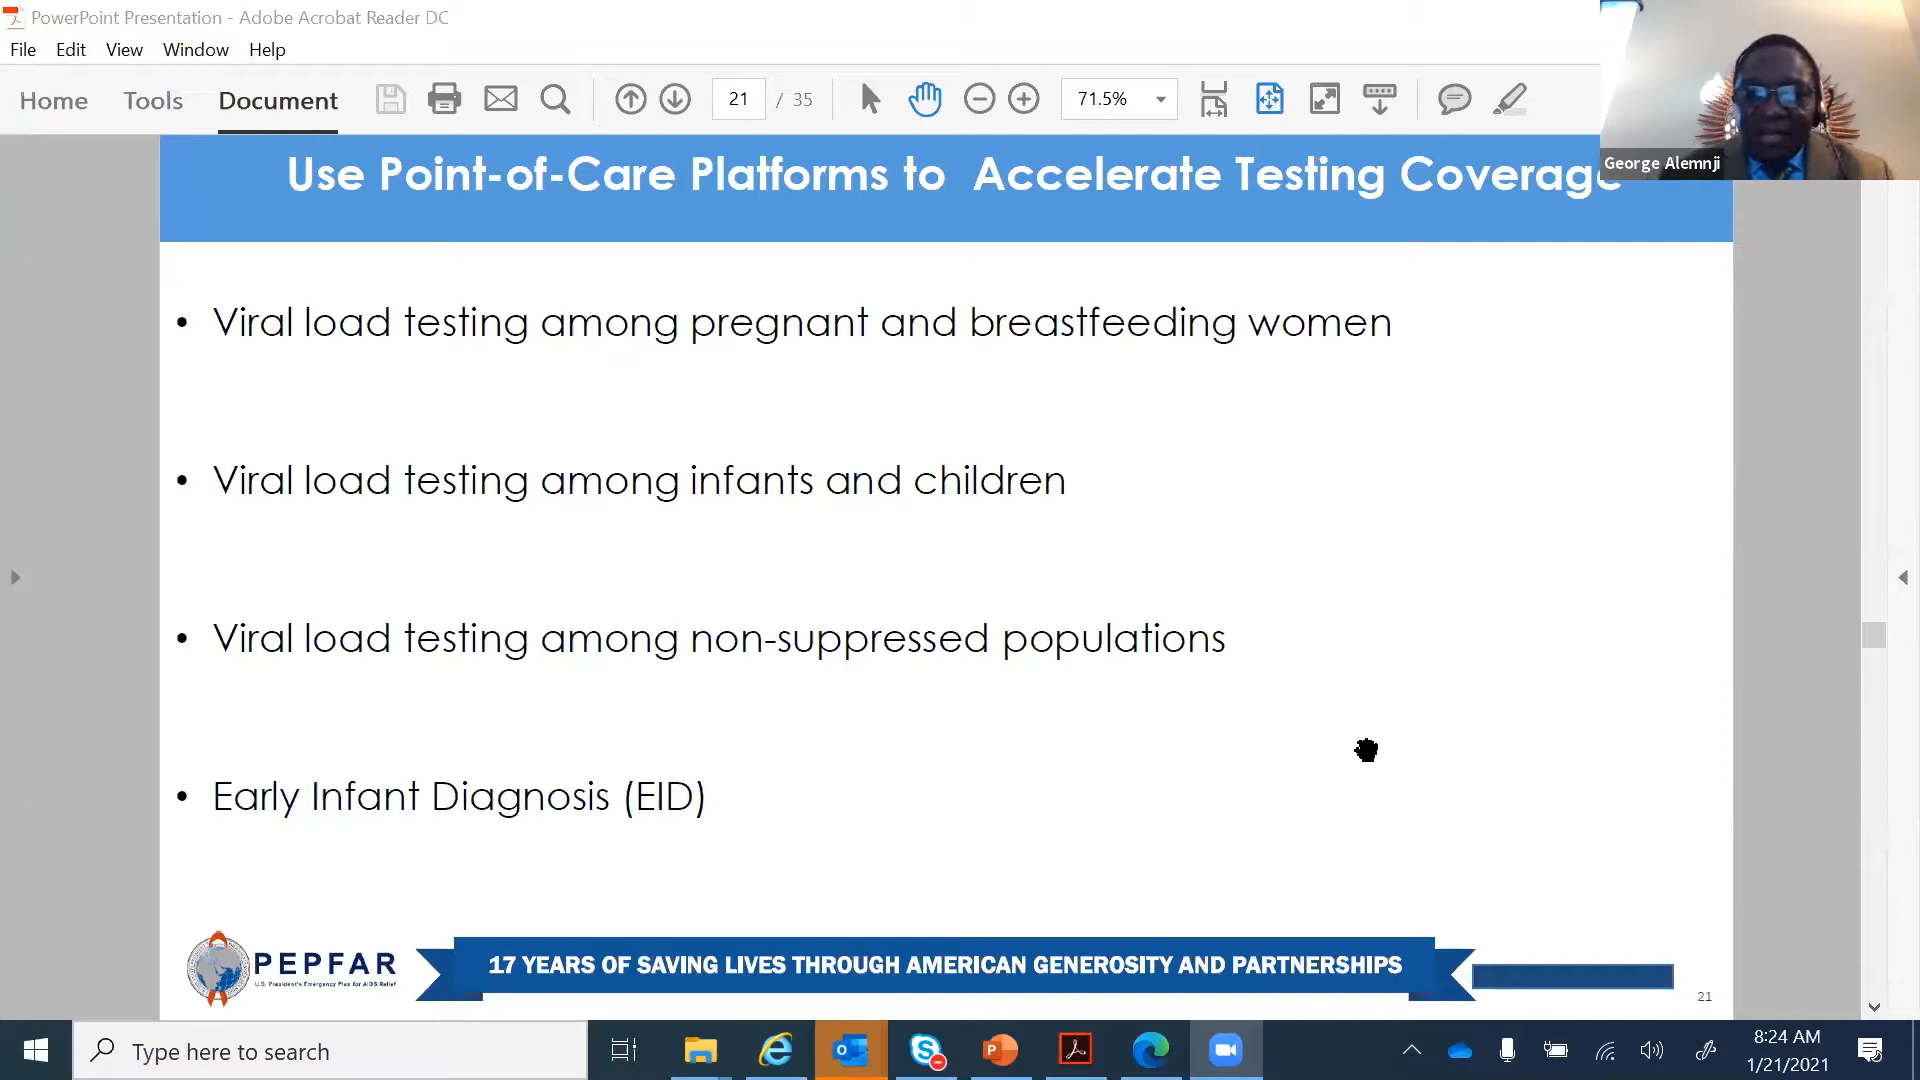 PowerPoint Presentation - Adobe Acrobat Reader DC
File Edit View Window Help
Home Tools Document 21 / 35 71.5%
George Alemnji
Use Point-of-Care Platforms to Accelerate Testing Coverage
• Viral load testing among pregnant and breastfeeding women
• Viral load testing among infants and children
• Viral load testing among non-suppressed populations
• Early Infant Diagnosis (EID)
PEPFAR
U.S. President's Emergency Plan for AIDS Relief
17 YEARS OF SAVING LIVES THROUGH AMERICAN GENEROSITY AND PARTNERSHIPS
21
Type here to search
8:24 AM
1/21/2021